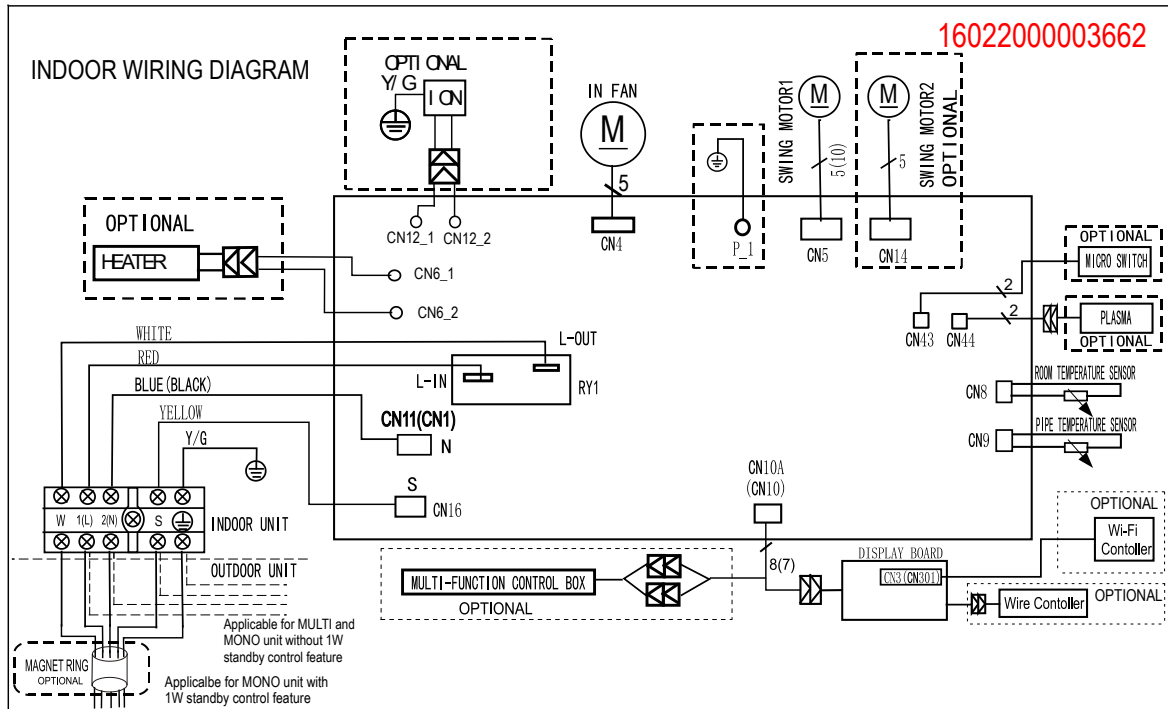 16022000003662
INDOOR WIRING DIAGRAM
OPTIONAL
Y/G
ION
IN FAN
M
5
CN4
P_1
SWING MOTOR1
M
5(10)
CN5
SWING MOTOR2
OPTIONAL
M
5
CN14
CN12_1
CN12_2
OPTIONAL
HEATER
CN6_1
CN6_2
OPTIONAL
MICRO SWITCH
2
2
PLASMA
OPTIONAL
CN43
CN44
WHITE
RED
BLUE(BLACK)
YELLOW
Y/G
L-OUT
L-IN
RY1
CN11(CN1)
N
S
CN16
CN8
ROOM TEMPERATURE SENSOR
CN9
PIPE TEMPERATURE SENSOR
CN10A
(CN10)
8(7)
W
1(L)
2(N)
S
INDOOR UNIT
OUTDOOR UNIT
MULTI-FUNCTION CONTROL BOX
OPTIONAL
DISPLAY BOARD
CN3(CN301)
OPTIONAL
Wi-Fi
Contoller
Wire Contoller
OPTIONAL
Applicable for MULTI and
MONO unit without 1W
standby control feature
MAGNET RING
OPTIONAL
Applicalbe for MONO unit with
1W standby control feature